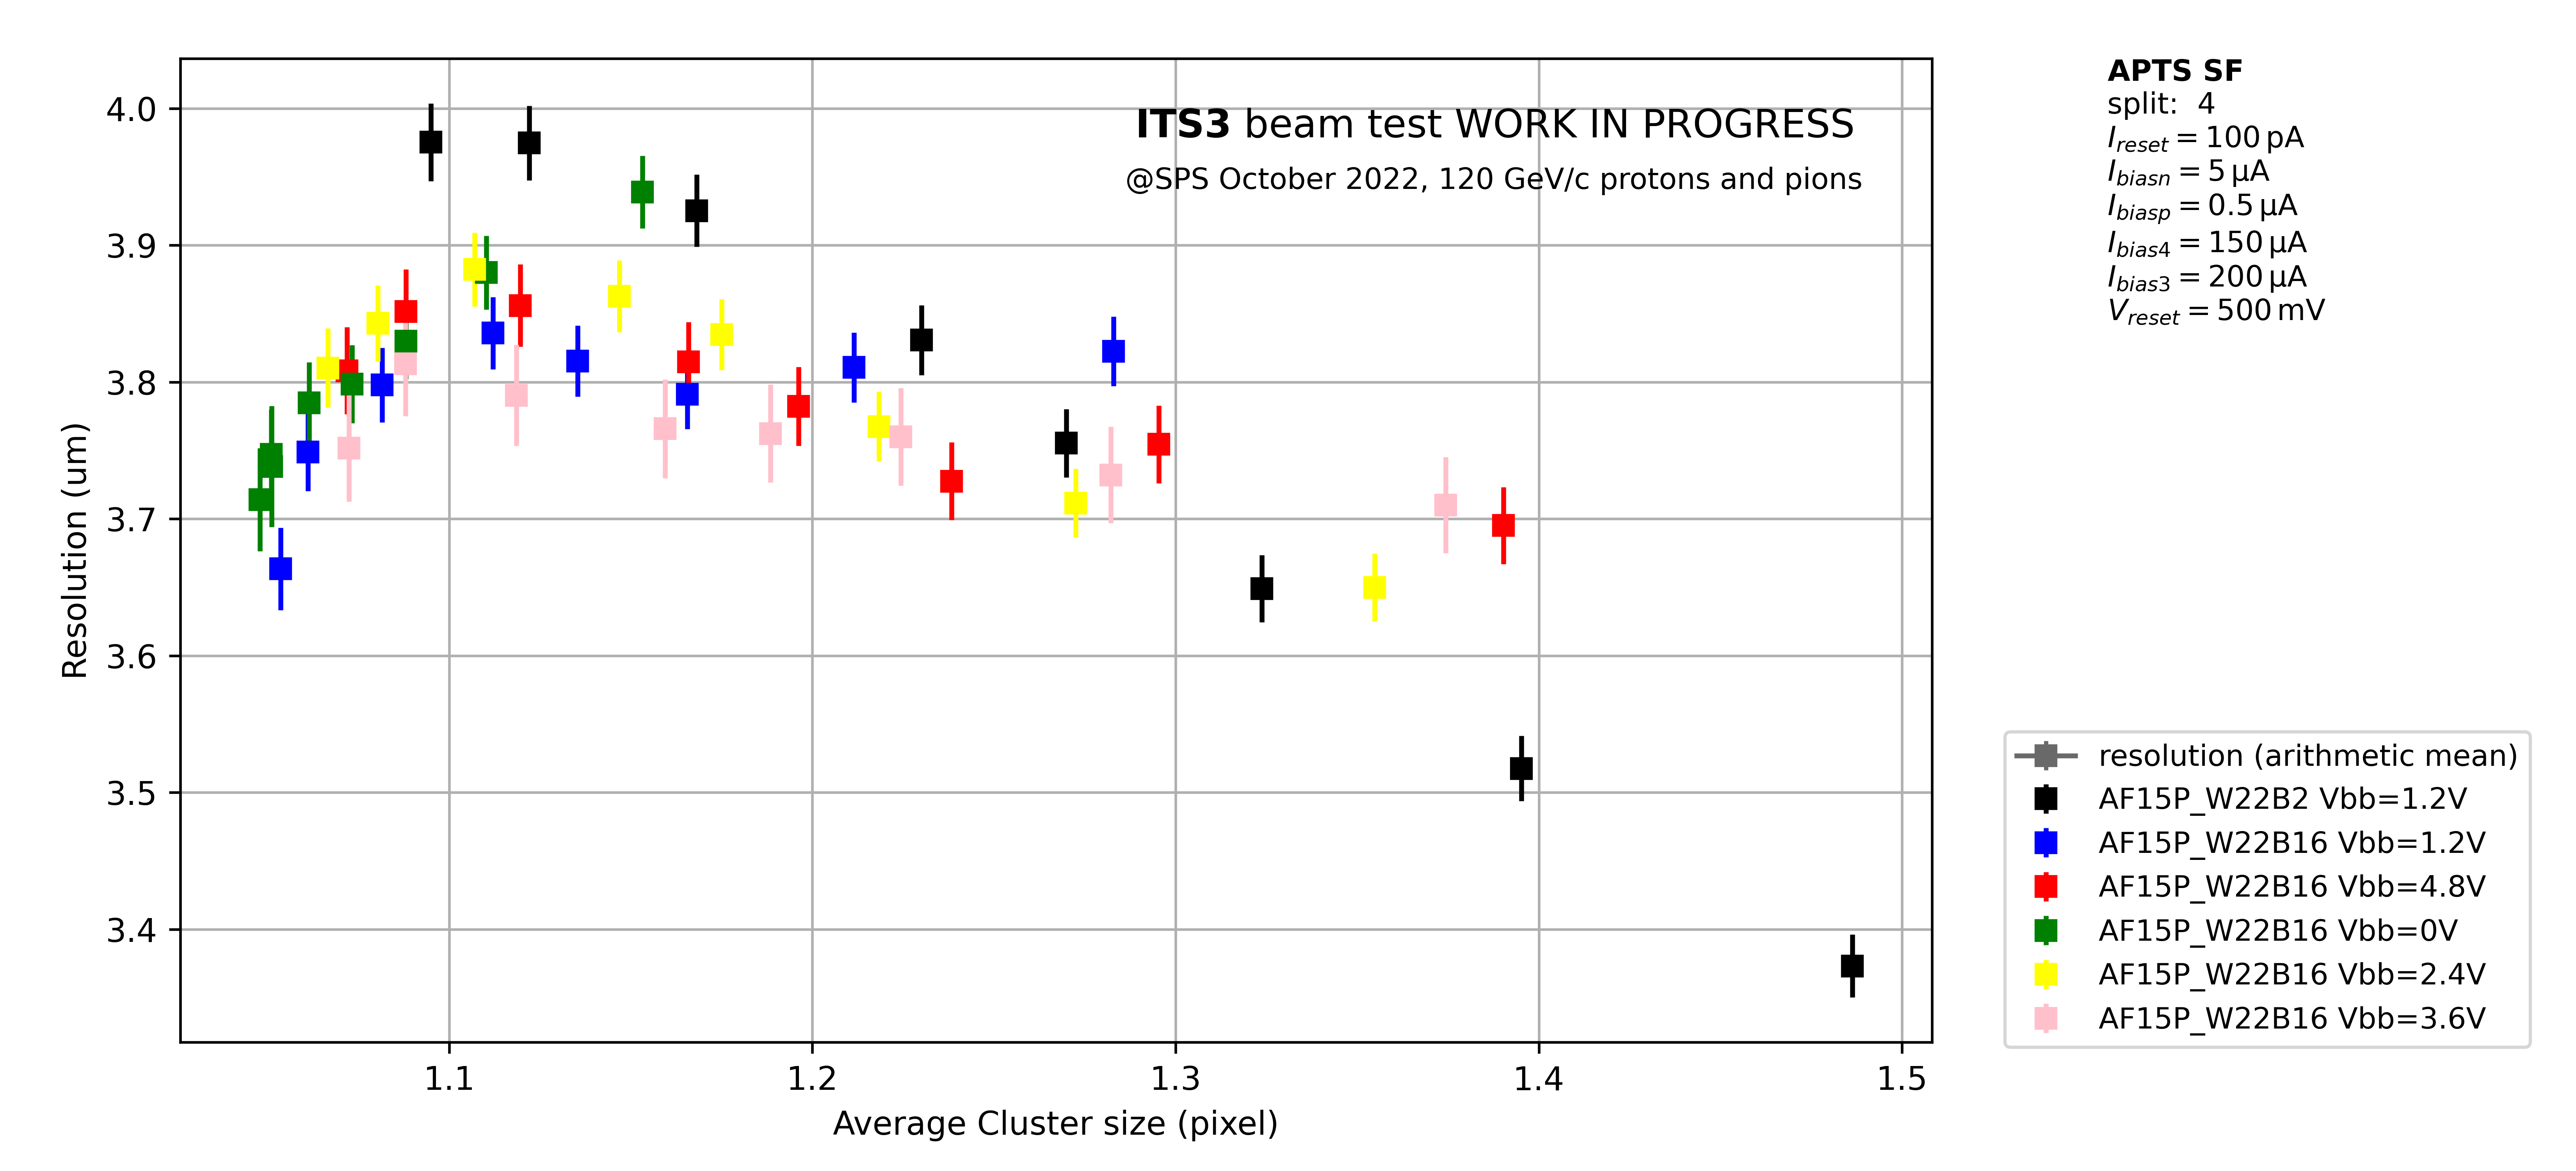 ITS3 beam test WORK IN PROGRESS
@SPS October 2022, 120 GeV/c protons and pions
4.0
3.9
3.8
3.7
3.6
3.5
3.4
Resolution (um)
1.1 1.2 1.3 1.4 1.5
Average Cluster size (pixel)
APTS SF
split: 4
I_reset = 100 pA
I_biasn = 5 μA
I_biasp = 0.5 μA
I_bias4 = 150 μA
I_bias3 = 200 μA
V_reset = 500 mV
resolution (arithmetic mean)
AF15P_W22B2 Vbb=1.2V
AF15P_W22B16 Vbb=1.2V
AF15P_W22B16 Vbb=4.8V
AF15P_W22B16 Vbb=0V
AF15P_W22B16 Vbb=2.4V
AF15P_W22B16 Vbb=3.6V